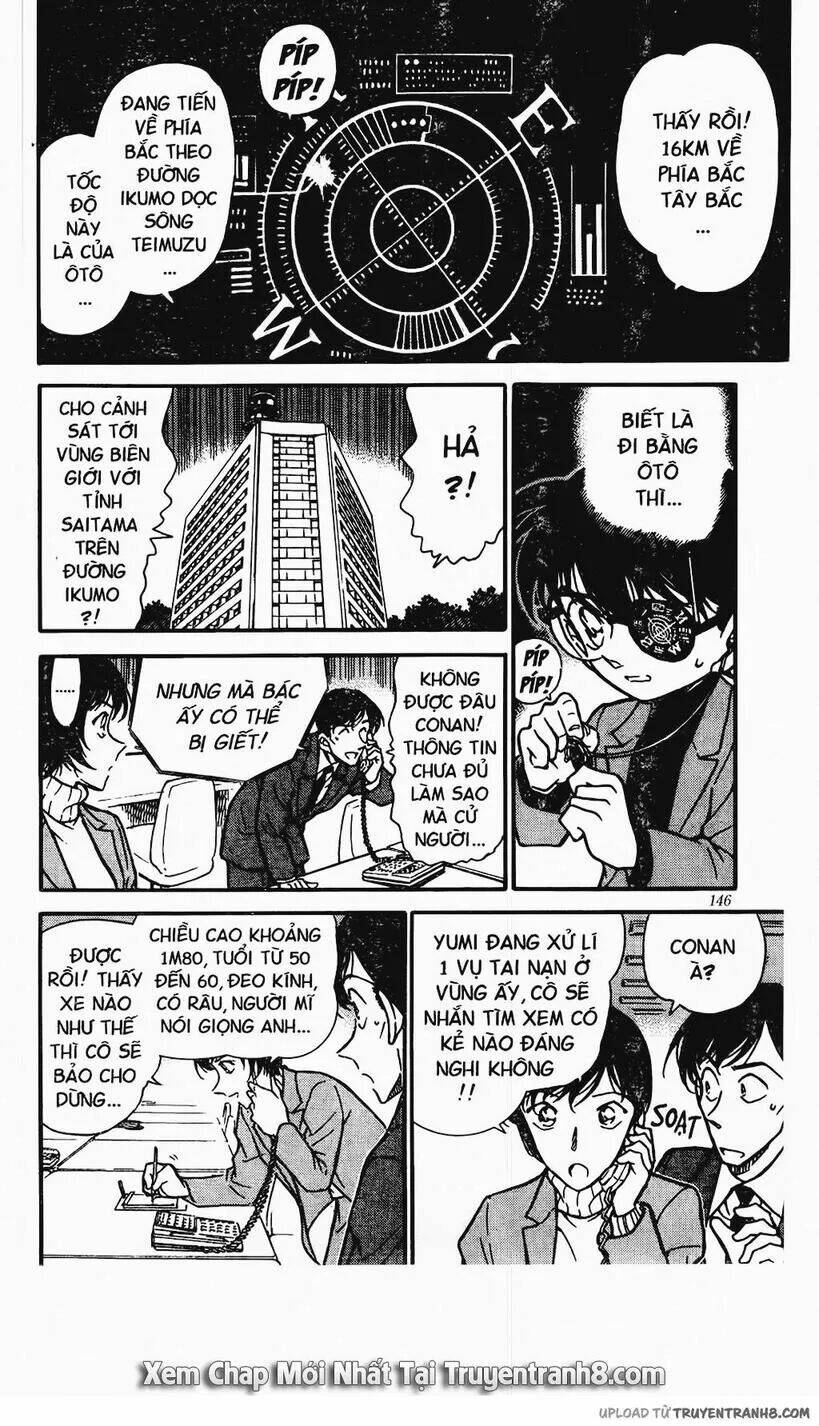 THẤY RỒI!
16KM VỀ
PHÍA BẮC
TÂY BẮC
...
PÍP
PÍP!
E
W
ĐANG TIẾN
VỀ PHÍA
BẮC THEO
ĐƯỜNG
IKUMO DỌC
SÔNG
TEIMUZU
...
TỐC
ĐỘ
NÀY
LÀ CỦA
ÔTÔ
...
BIẾT LÀ
ĐI BẰNG
ÔTÔ
THÌ...
PÍP
PÍP!
HẢ
?!
CHO CẢNH
SÁT TỚI
VÙNG BIÊN
GIỚI VỚI
TỈNH
SAITAMA
TRÊN
ĐƯỜNG
IKUMO
?!
KHÔNG
ĐƯỢC ĐÂU
CONAN!
THÔNG TIN
CHƯA ĐỦ
LÀM SAO
MÀ CỬ
NGƯỜI...
NHƯNG MÀ BÁC
ẤY CÓ THỂ
BỊ GIẾT!
......
146
CONAN
À?
YUMI ĐANG XỬ LÍ
1 VỤ TAI NẠN Ở
VÙNG ẤY, CÔ SẼ
NHẮN TÌM XEM CÓ
KẺ NÀO ĐÁNG
NGHI KHÔNG
!!
SOẠT
CHIỀU CAO KHOẢNG
1M80, TUỔI TỪ 50
ĐẾN 60, ĐEO KÍNH,
CÓ RÂU, NGƯỜI MĨ
NÓI GIỌNG ANH...
ĐƯỢC
RỒI! THẤY
XE NÀO
NHƯ THẾ
THÌ CÔ SẼ
BẢO CHO
DỪNG...
Xem Chap Mới Nhất Tại Truyentranh8.com
UPLOAD TỪ TRUYENTRANH8.COM